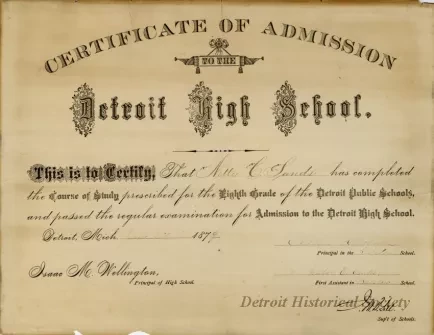 CERTIFICATE OF ADMISSION
TO THE
Detroit High School.
This is to Certify, That has completed
the Course of Study prescribed for the Eighth Grade of the Detroit Public Schools,
and passed the regular examination for Admission to the Detroit High School.
Detroit, Mich. 187
Principal of the School.
Isaac M. Wellington,
Principal of High School.
First Assistant in School.
Detroit Historical Society
Sup't of Schools.